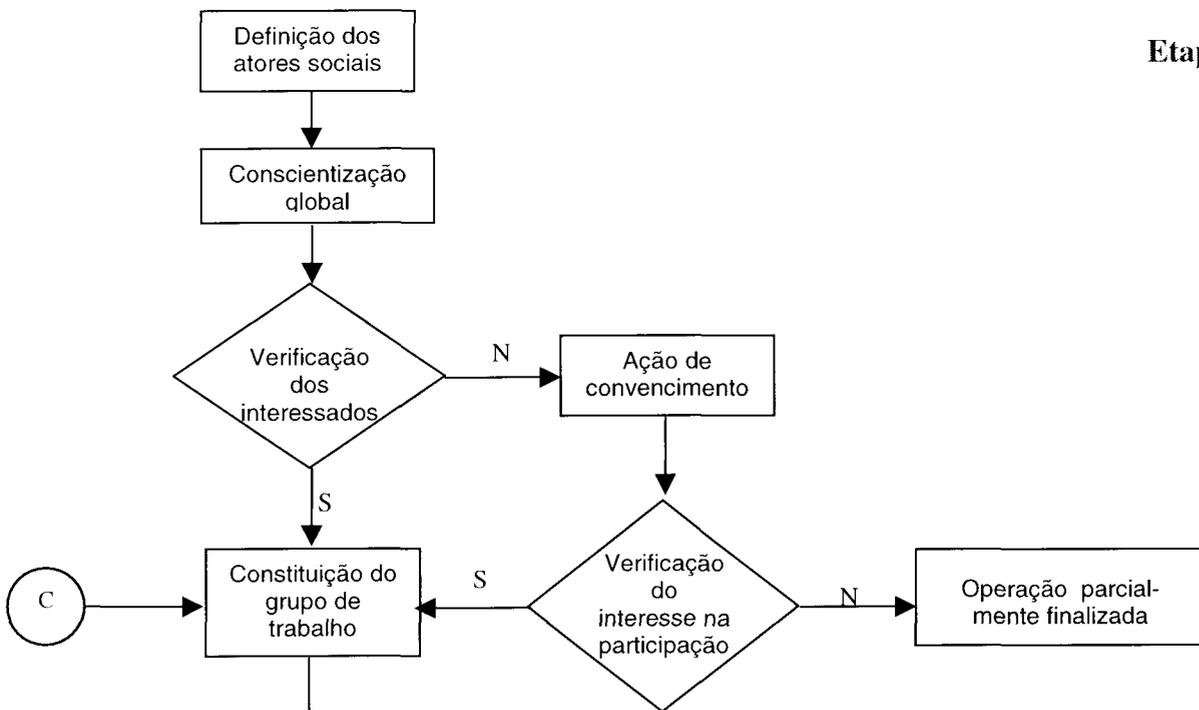 Definição dos
atores sociais
Etap
Conscientização
global
Verificação
dos
interessados
N
Ação de
convencimento
S
C
Constituição do
grupo de
trabalho
S
Verificação
do
interesse na
participação
N
Operação parcial-
mente finalizada